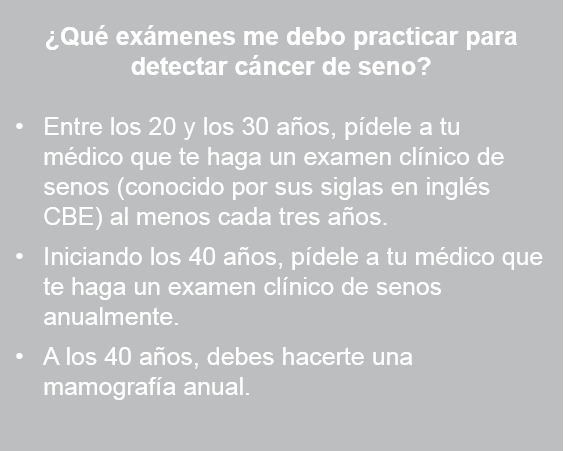 ¿Qué exámenes me debo practicar para
detectar cáncer de seno?
• Entre los 20 y los 30 años, pídele a tu
médico que te haga un examen clínico de
senos (conocido por sus siglas en inglés
CBE) al menos cada tres años.
• Iniciando los 40 años, pídele a tu médico que
te haga un examen clínico de senos
anualmente.
• A los 40 años, debes hacerte una
mamografía anual.